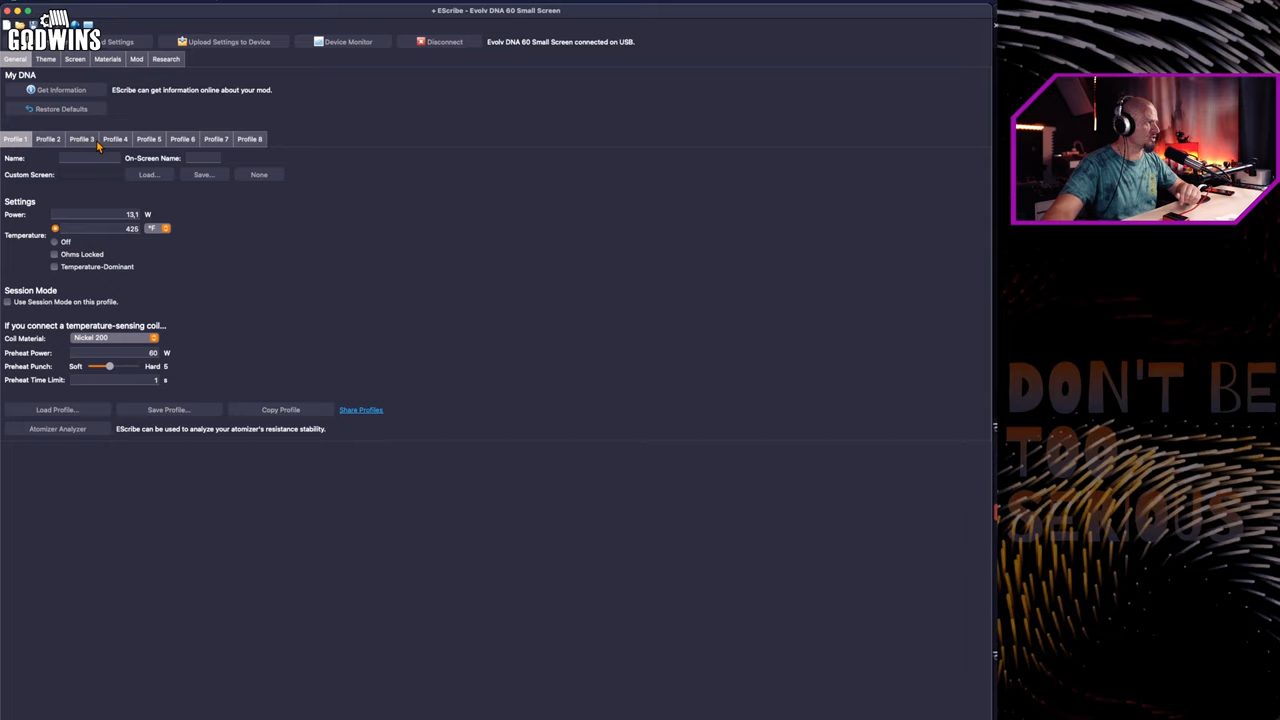 + EScribe - Evolv DNA 60 Small Screen
GODWINS
Settings
Upload Settings to Device
Device Monitor
Disconnect
Evolv DNA 60 Small Screen connected on USB.
General Theme Screen Materials Mod Research
My DNA
Get Information
EScribe can get information online about your mod.
Restore Defaults
Profile 1 Profile 2 Profile 3 Profile 4 Profile 5 Profile 6 Profile 7 Profile 8
Name: On-Screen Name:
Custom Screen: Load... Save... None
Settings
Power: 13,1 W
Temperature: 425 °F
Off
Ohms Locked
Temperature-Dominant
Session Mode
Use Session Mode on this profile.
If you connect a temperature-sensing coil...
Coil Material: Nickel 200
Preheat Power: 60 W
Preheat Punch: Soft Hard 5
Preheat Time Limit: 1 s
Load Profile... Save Profile... Copy Profile Share Profiles
Atomizer Analyzer EScribe can be used to analyze your atomizer's resistance stability.
DON'T BE
TOO
SERIOUS